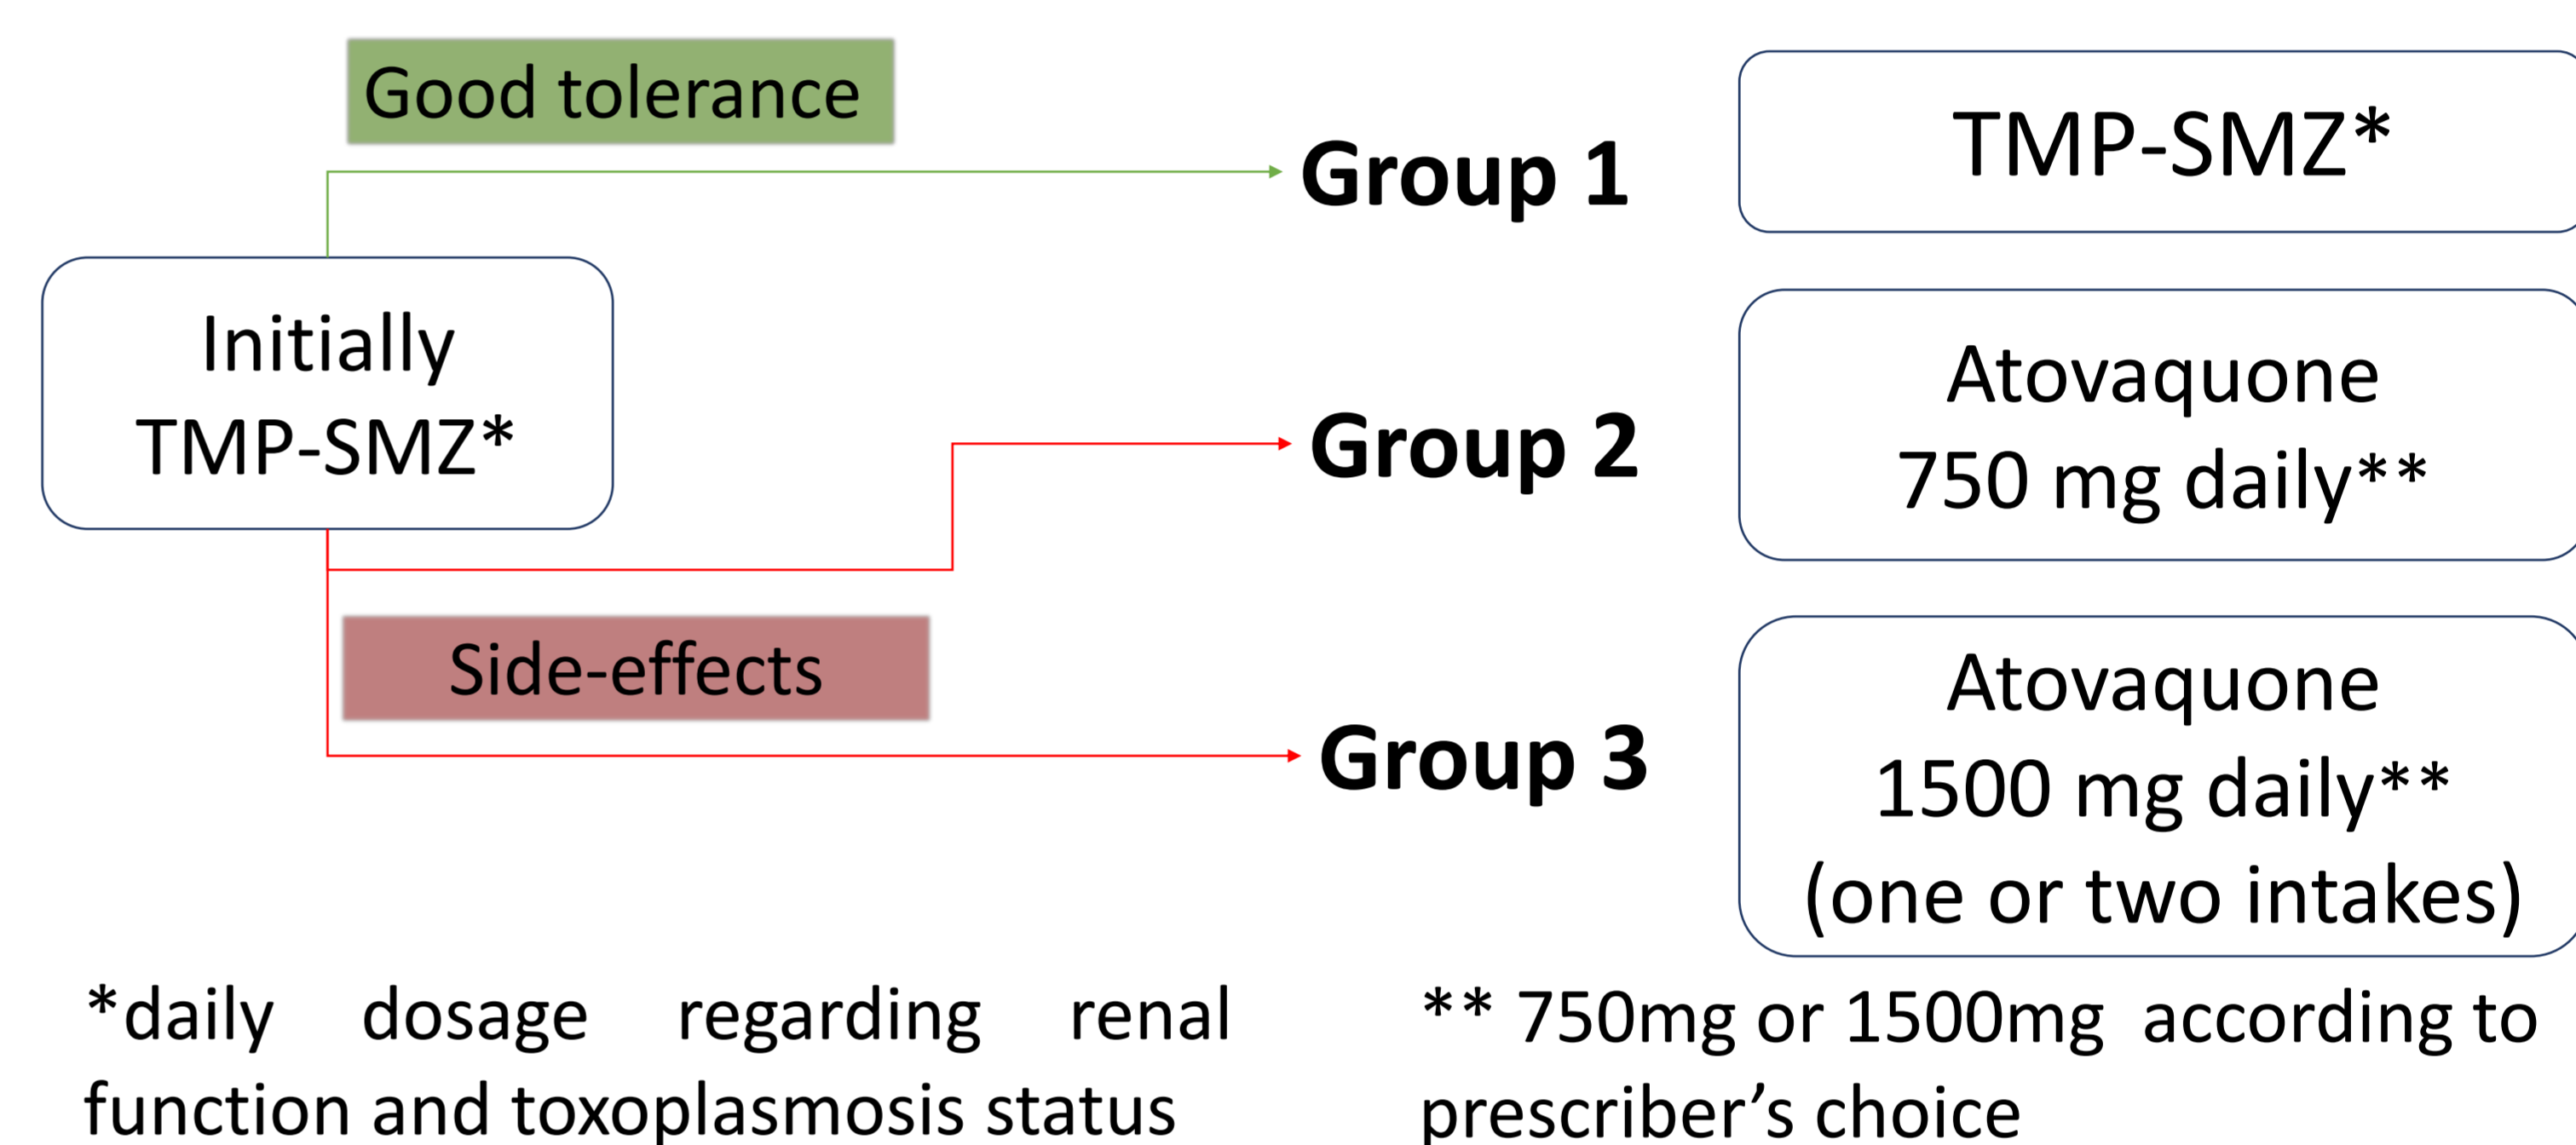 Good tolerance
Group 1
TMP-SMZ*
Initially
TMP-SMZ*
Group 2
Atovaquone
750 mg daily**
Side-effects
Group 3
Atovaquone
1500 mg daily**
(one or two intakes)
*daily dosage regarding renal
function and toxoplasmosis status
** 750mg or 1500mg according to
prescriber’s choice